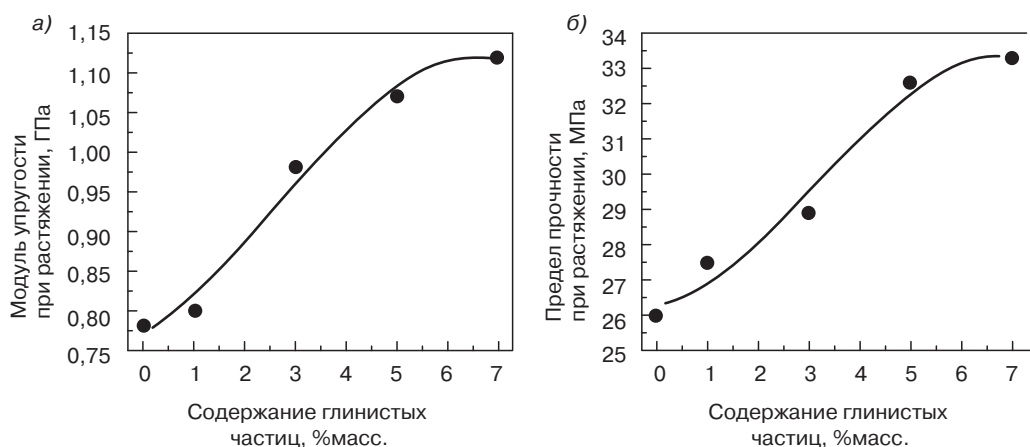 а)
Модуль упругости
при растяжении, ГПа
1,15
1,10
1,05
1,00
0,95
0,90
0,85
0,80
0,75
0 1 2 3 4 5 6 7
Содержание глинистых
частиц, %масс.
б)
Предел прочности
при растяжении, МПа
34
33
32
31
30
29
28
27
26
25
0 1 2 3 4 5 6 7
Содержание глинистых
частиц, %масс.